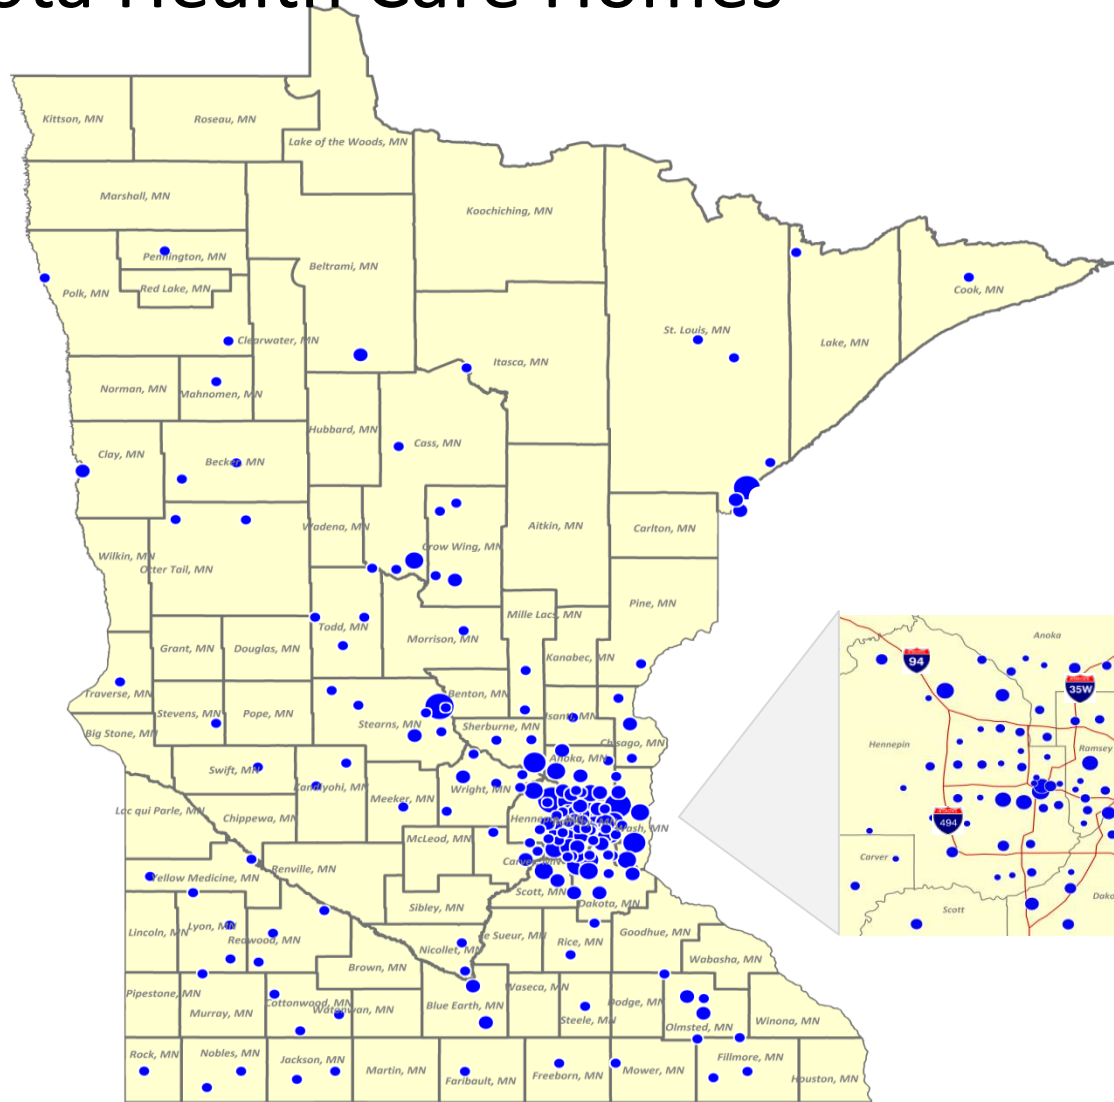 ota Health Care Homes
Kittson, MN
Roseau, MN
Lake of the Woods, MN
Marshall, MN
Koochiching, MN
Pennington, MN
Beltrami, MN
Polk, MN
Red Lake, MN
Cook, MN
St. Louis, MN
Clearwater, MN
Lake, MN
Itasca, MN
Norman, MN
Mahnomen, MN
Hubbard, MN
Cass, MN
Clay, MN
Becker, MN
Wadena, MN
Aitkin, MN
Carlton, MN
Crow Wing, MN
Wilkin, MN
Otter Tail, MN
Pine, MN
Mille Lacs, MN
Todd, MN
Morrison, MN
Grant, MN
Douglas, MN
Kanabec, MN
Traverse, MN
Benton, MN
Stevens, MN
Pope, MN
Isanti, MN
Stearns, MN
Sherburne, MN
Big Stone, MN
Chisago, MN
Anoka, MN
Swift, MN
Kandiyohi, MN
Wright, MN
Meeker, MN
Lac qui Parle, MN
Chippewa, MN
Wash, MN
McLeod, MN
Carver, MN
Renville, MN
Yellow Medicine, MN
Scott, MN
Dakota, MN
Sibley, MN
Lincoln, MN
Lyon, MN
Redwood, MN
Nicollet, MN
Le Sueur, MN
Rice, MN
Goodhue, MN
Wabasha, MN
Brown, MN
Pipestone, MN
Murray, MN
Cottonwood, MN
Watonwan, MN
Blue Earth, MN
Waseca, MN
Steele, MN
Dodge, MN
Olmsted, MN
Winona, MN
Rock, MN
Nobles, MN
Jackson, MN
Martin, MN
Faribault, MN
Freeborn, MN
Mower, MN
Fillmore, MN
Houston, MN
Anoka
94
35W
Hennepin
Ramsey
494
Carver
Scott
Dako